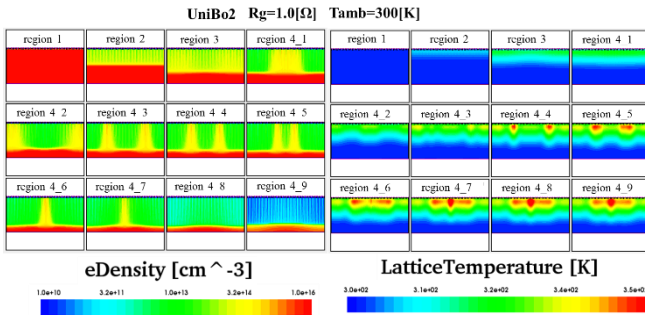 UniBo2 Rg=1.0[Ω] Tamb=300[K]
region 1 region 2 region 3 region 4_1
region 4_2 region 4_3 region 4_4 region 4_5
region 4_6 region 4_7 region 4_8 region 4_9
eDensity [cm^-3]
1.0e+10 3.2e+11 1.0e+13 3.2e+14 1.0e+16
region 1 region 2 region 3 region 4_1
region 4_2 region 4_3 region 4_4 region 4_5
region 4_6 region 4_7 region 4_8 region 4_9
LatticeTemperature [K]
3.0e+02 3.1e+02 3.2e+02 3.4e+02 3.5e+02